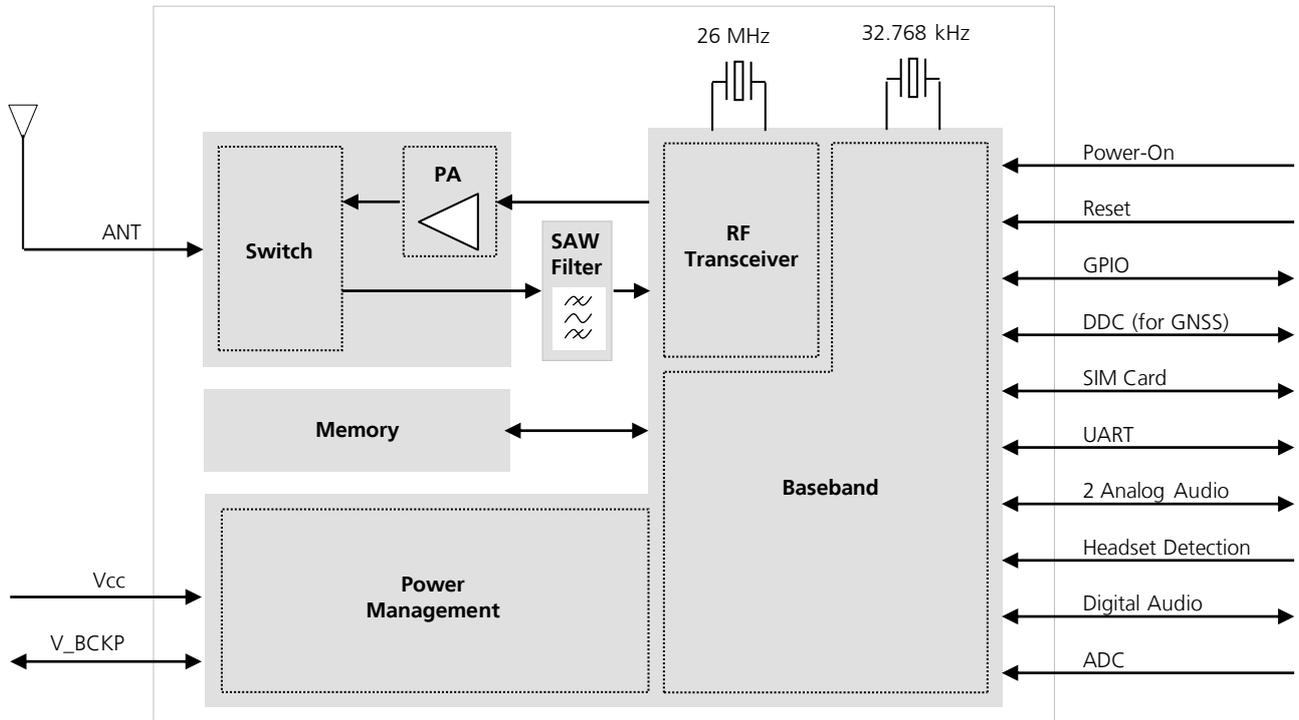 26 MHz
32.768 kHz
ANT
Switch
PA
SAW
Filter
RF
Transceiver
Memory
Baseband
Power
Management
Vcc
V_BCKP
Power-On
Reset
GPIO
DDC (for GNSS)
SIM Card
UART
2 Analog Audio
Headset Detection
Digital Audio
ADC